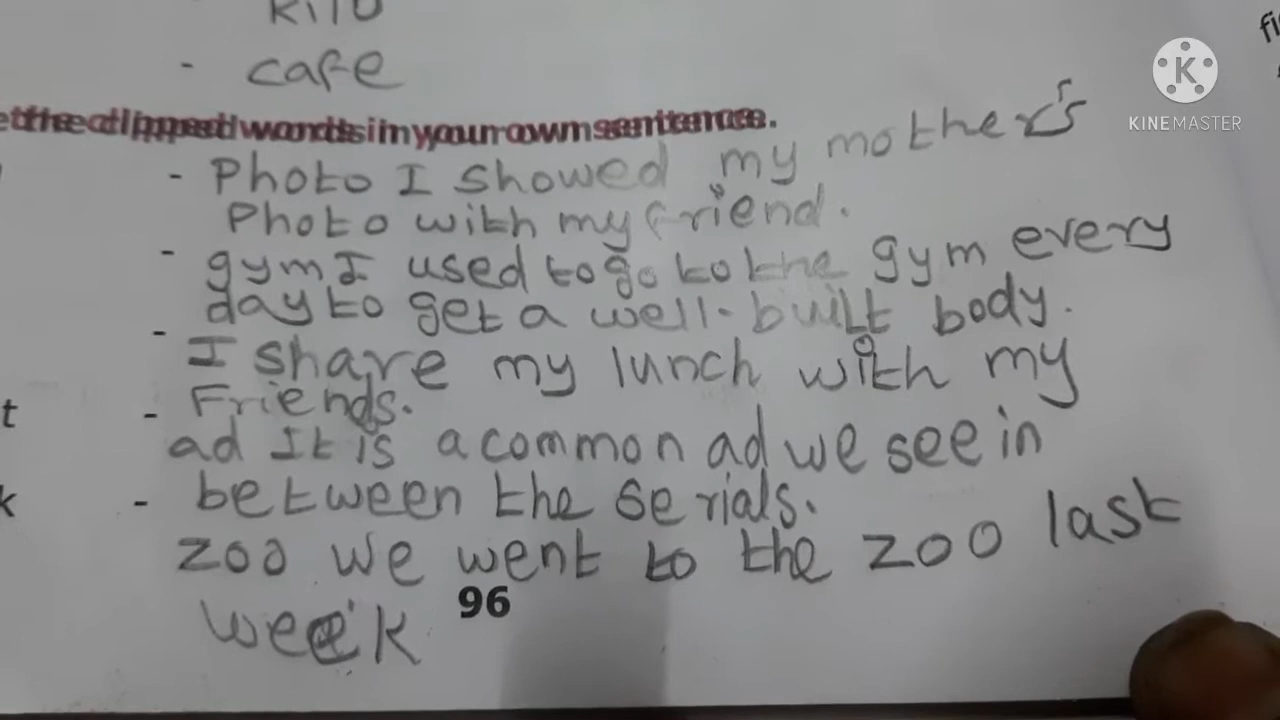 kilo
- cafe
the clipped words in your own sentence.
- Photo I showed my mother's
Photo with my friend.
- gym I used to go to the gym every
day to get a well-built body.
- I share my lunch with my
Friends.
- ad It is a common ad we see in
- between the serials.
zoo we went to the zoo last
week
96
t
k
fi
KINEMASTER